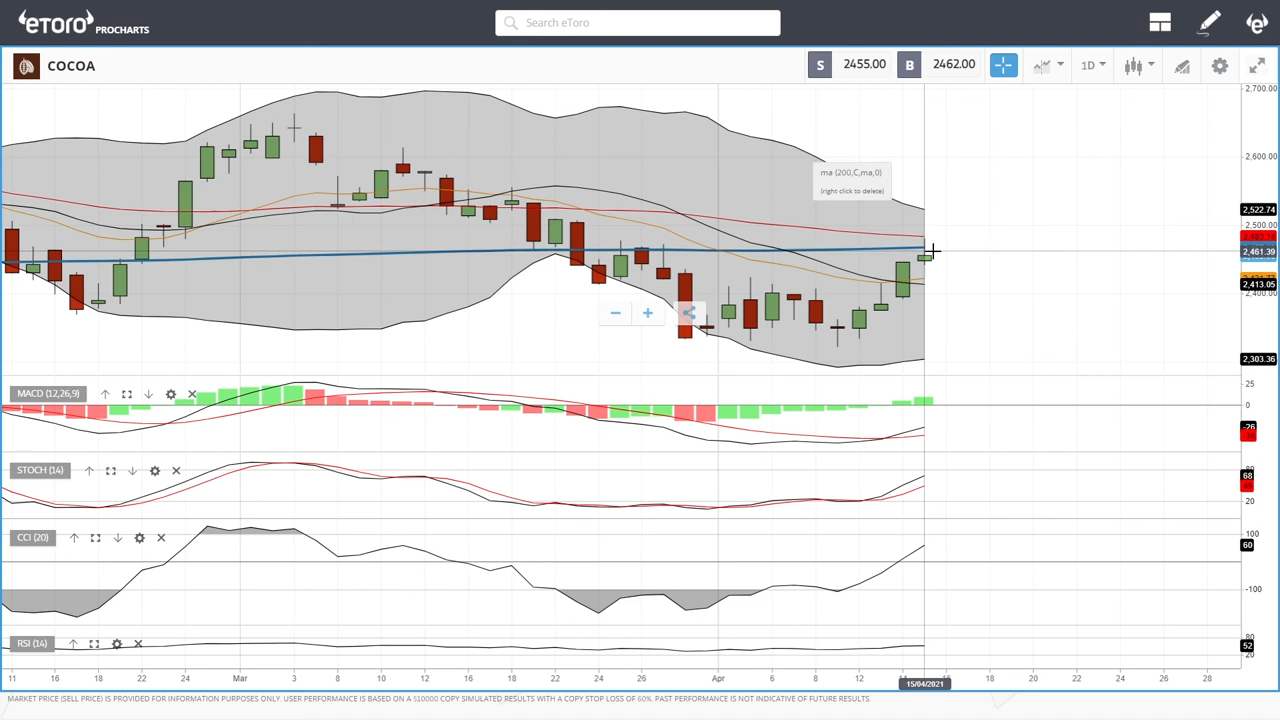 eToro PROCHARTS
Search eToro
COCOA
S 2455.00 B 2462.00
1D
2,700.00
2,600.00
ma (200,C,ma,0)
(right click to delete)
2,522.74
2,500.00
2,461.39
2,413.05
2,400.00
2,303.36
MACD (12,26,9)
25
0
-26
STOCH (14)
68
20
CCI (20)
100
60
-100
RSI (14)
80
52
20
11 16 18 22 24 Mar 3 8 10 12 16 18 22 24 26 30 Apr 6 8 12 14 16 18 20 22 24 26 28
15/04/2021
MARKET PRICE (SELL PRICE) IS PROVIDED FOR INFORMATION PURPOSES ONLY. USER PERFORMANCE IS BASED ON A $10000 COPY SIMULATED RESULTS WITH A COPY STOP LOSS OF 60%. PAST PERFORMANCE IS NOT INDICATIVE OF FUTURE RESULTS.